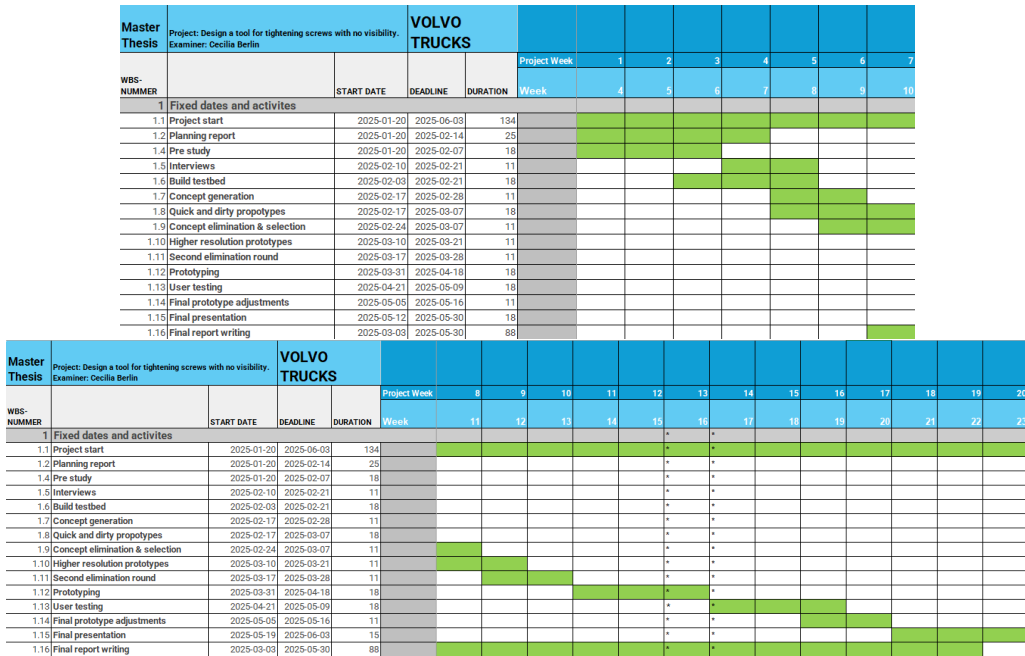 Master Thesis Project: Design a tool for tightening screws with no visibility. Examiner: Cecilia Berlin VOLVO TRUCKS
Project Week 1 2 3 4 5 6 7
WBS-NUMMER START DATE DEADLINE DURATION Week 4 5 6 7 8 9 10
1 Fixed dates and activites
1.1 Project start 2025-01-20 2025-06-03 134
1.2 Planning report 2025-01-20 2025-02-14 25
1.4 Pre study 2025-01-20 2025-02-07 18
1.5 Interviews 2025-02-10 2025-02-21 11
1.6 Build testbed 2025-02-03 2025-02-21 18
1.7 Concept generation 2025-02-17 2025-02-28 11
1.8 Quick and dirty propotypes 2025-02-17 2025-03-07 18
1.9 Concept elimination & selection 2025-02-24 2025-03-07 11
1.10 Higher resolution prototypes 2025-03-10 2025-03-21 11
1.11 Second elimination round 2025-03-17 2025-03-28 11
1.12 Prototyping 2025-03-31 2025-04-18 18
1.13 User testing 2025-04-21 2025-05-09 18
1.14 Final prototype adjustments 2025-05-05 2025-05-16 11
1.15 Final presentation 2025-05-12 2025-05-30 18
1.16 Final report writing 2025-03-03 2025-05-30 88
Master Thesis Project: Design a tool for tightening screws with no visibility. Examiner: Cecilia Berlin VOLVO TRUCKS
Project Week 8 9 10 11 12 13 14 15 16 17 18 19 20
WBS-NUMMER START DATE DEADLINE DURATION Week 11 12 13 14 15 16 17 18 19 20 21 22 23
1 Fixed dates and activites * *
1.1 Project start 2025-01-20 2025-06-03 134 * *
1.2 Planning report 2025-01-20 2025-02-14 25 * *
1.4 Pre study 2025-01-20 2025-02-07 18 * *
1.5 Interviews 2025-02-10 2025-02-21 11 * *
1.6 Build testbed 2025-02-03 2025-02-21 18 * *
1.7 Concept generation 2025-02-17 2025-02-28 11 * *
1.8 Quick and dirty propotypes 2025-02-17 2025-03-07 18 * *
1.9 Concept elimination & selection 2025-02-24 2025-03-07 11 * *
1.10 Higher resolution prototypes 2025-03-10 2025-03-21 11 * *
1.11 Second elimination round 2025-03-17 2025-03-28 11 * *
1.12 Prototyping 2025-03-31 2025-04-18 18 * *
1.13 User testing 2025-04-21 2025-05-09 18 * *
1.14 Final prototype adjustments 2025-05-05 2025-05-16 11 * *
1.15 Final presentation 2025-05-19 2025-06-03 15 * *
1.16 Final report writing 2025-03-03 2025-05-30 88 * *